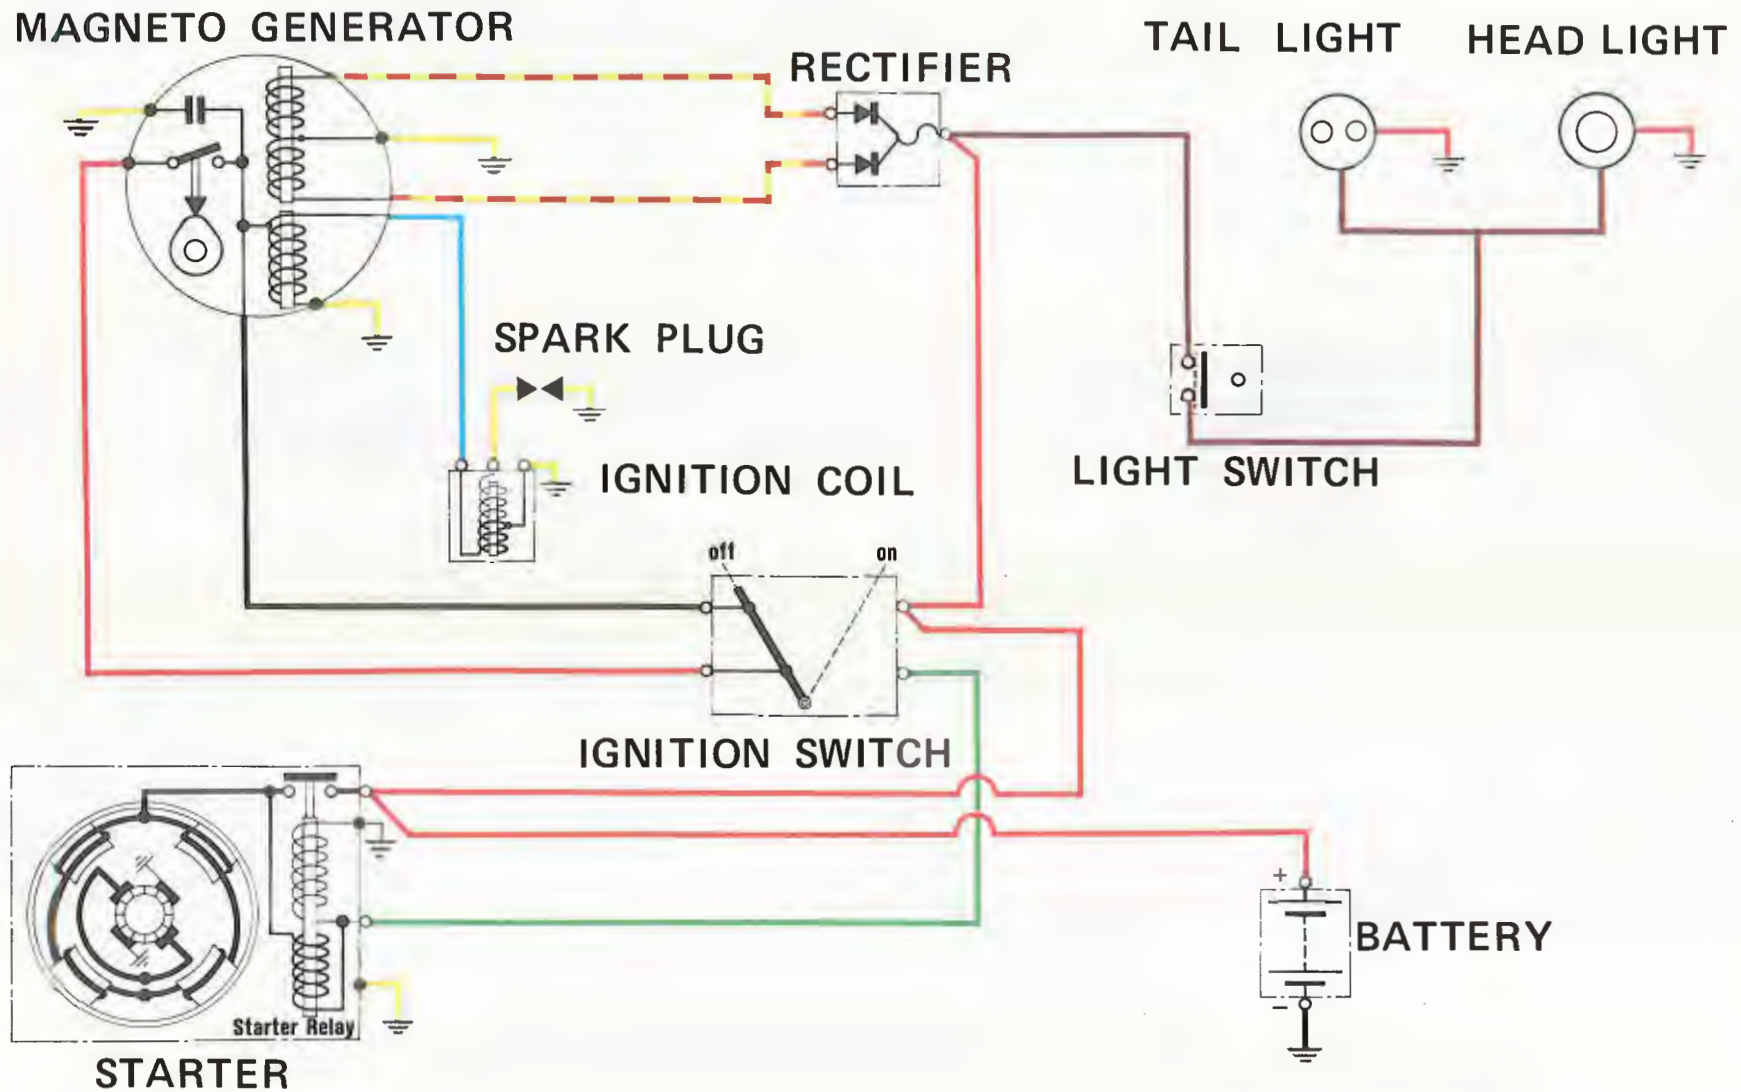 MAGNETO GENERATOR
TAIL LIGHT
HEAD LIGHT
RECTIFIER
SPARK PLUG
IGNITION COIL
LIGHT SWITCH
off
on
IGNITION SWITCH
+
BATTERY
−
Starter Relay
STARTER